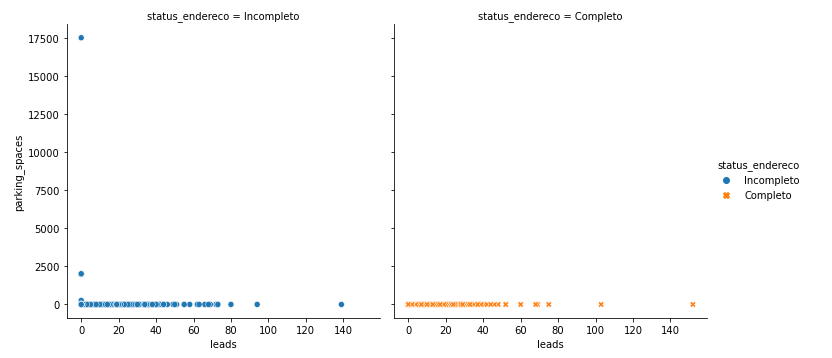 status_endereco = Incompleto
status_endereco = Completo
17500
15000
12500
10000
7500
5000
2500
0
parking_spaces
0 20 40 60 80 100 120 140
leads
0 20 40 60 80 100 120 140
leads
status_endereco
Incompleto
Completo